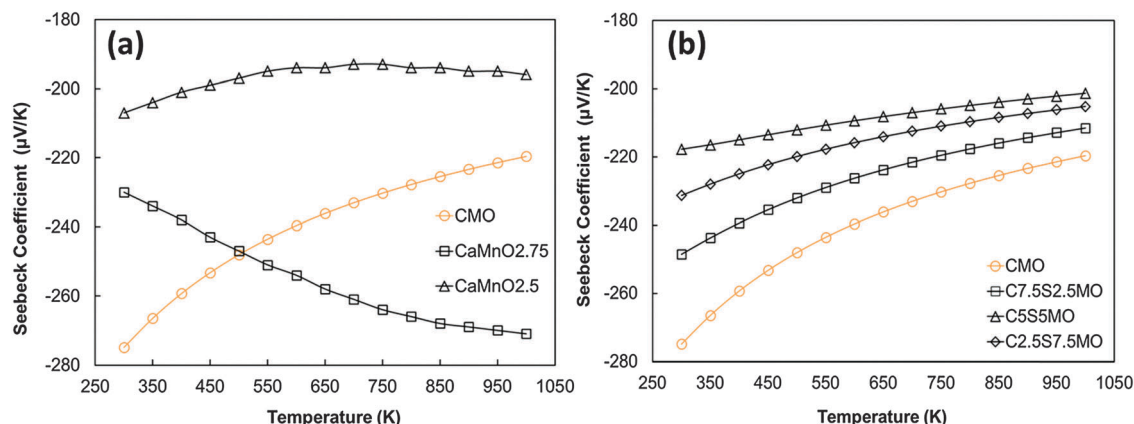 (a)
Seebeck Coefficient (µV/K)
-180
-200
-220
-240
-260
-280
CMO
CaMnO2.75
CaMnO2.5
250 350 450 550 650 750 850 950 1050
Temperature (K)
(b)
Seebeck Coefficient (µV/K)
-180
-200
-220
-240
-260
-280
CMO
C7.5S2.5MO
C5S5MO
C2.5S7.5MO
250 350 450 550 650 750 850 950 1050
Temperature (K)